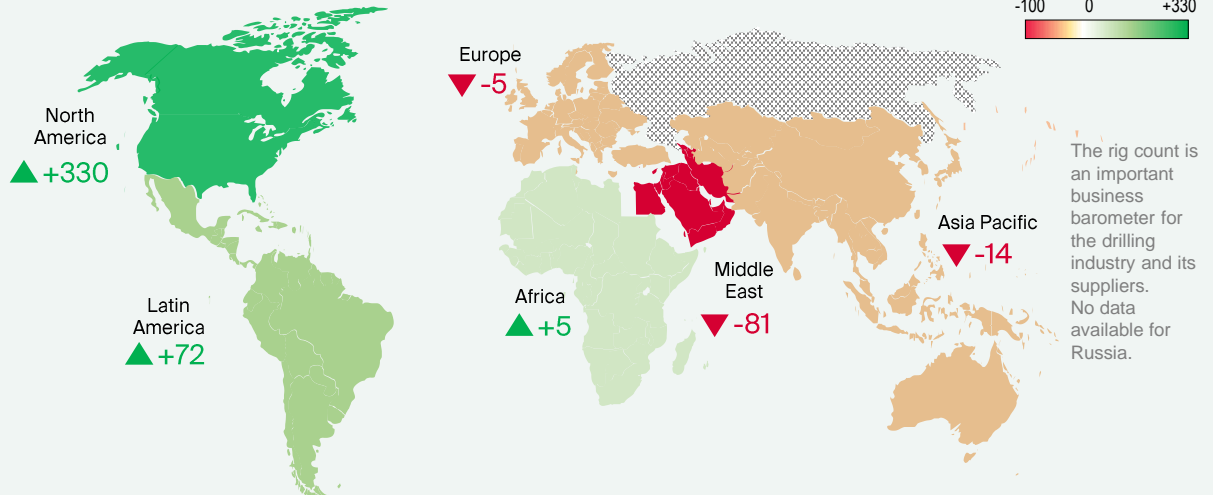 -100 0 +330
Europe
-5
North
America
+330
The rig count is
an important
business
barometer for
the drilling
industry and its
suppliers.
No data
available for
Russia.
Asia Pacific
-14
Middle
East
-81
Africa
+5
Latin
America
+72